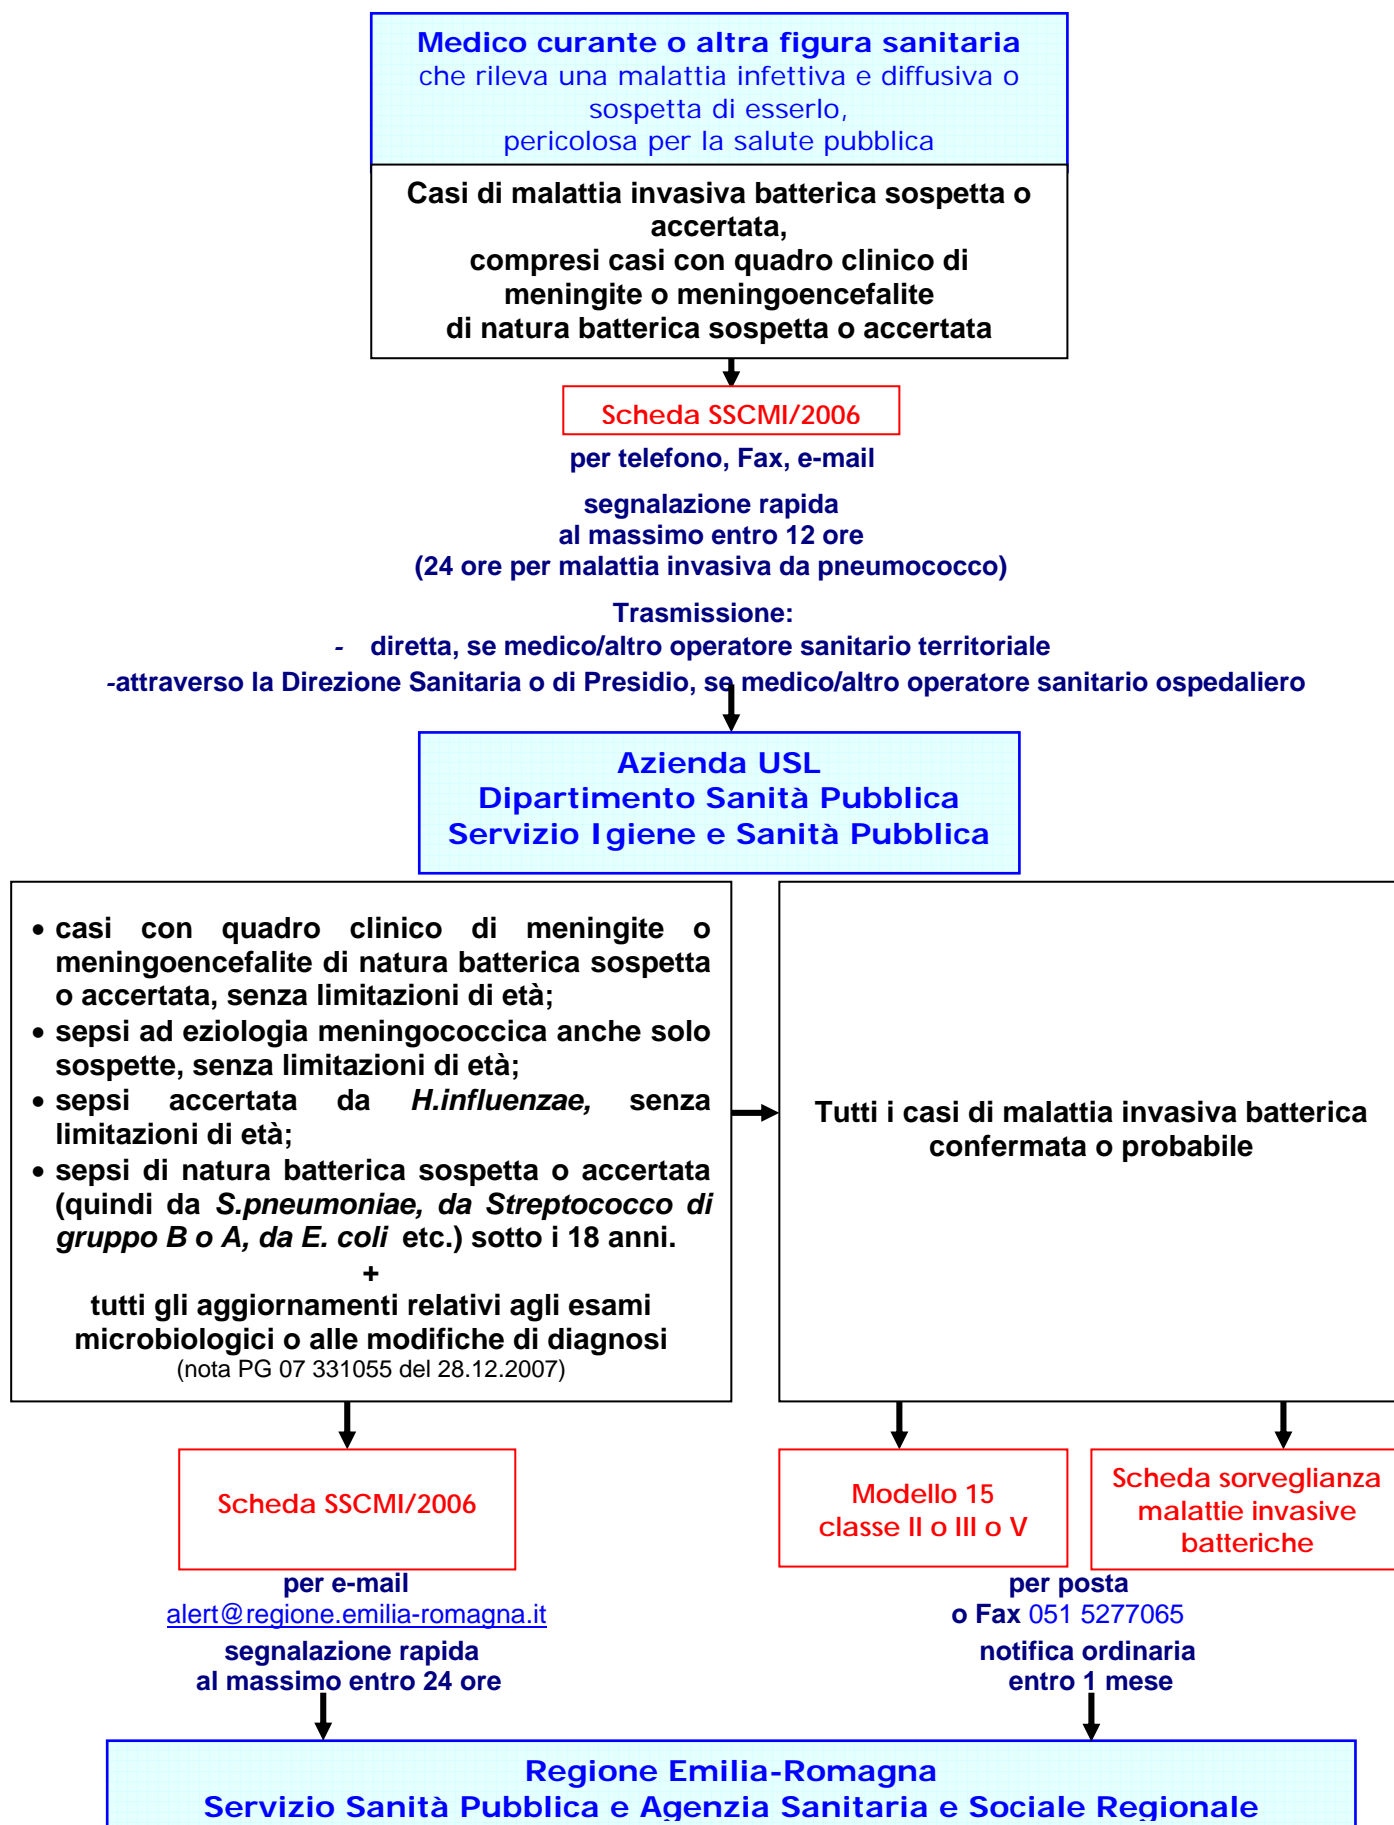 Medico curante o altra figura sanitaria
che rileva una malattia infettiva e diffusiva o
sospetta di esserlo,
pericolosa per la salute pubblica
Casi di malattia invasiva batterica sospetta o
accertata,
compresi casi con quadro clinico di
meningite o meningoencefalite
di natura batterica sospetta o accertata
Scheda SSCMI/2006
per telefono, Fax, e-mail
segnalazione rapida
al massimo entro 12 ore
(24 ore per malattia invasiva da pneumococco)
Trasmissione:
- diretta, se medico/altro operatore sanitario territoriale
-attraverso la Direzione Sanitaria o di Presidio, se medico/altro operatore sanitario ospedaliero
Azienda USL
Dipartimento Sanità Pubblica
Servizio Igiene e Sanità Pubblica
• casi con quadro clinico di meningite o
meningoencefalite di natura batterica sospetta
o accertata, senza limitazioni di età;
• sepsi ad eziologia meningococcica anche solo
sospette, senza limitazioni di età;
• sepsi accertata da H.influenzae, senza
limitazioni di età;
• sepsi di natura batterica sospetta o accertata
(quindi da S.pneumoniae, da Streptococco di
gruppo B o A, da E. coli etc.) sotto i 18 anni.
+
tutti gli aggiornamenti relativi agli esami
microbiologici o alle modifiche di diagnosi
(nota PG 07 331055 del 28.12.2007)
Tutti i casi di malattia invasiva batterica
confermata o probabile
Scheda SSCMI/2006
Modello 15
classe II o III o V
Scheda sorveglianza
malattie invasive
batteriche
per e-mail
alert@regione.emilia-romagna.it
segnalazione rapida
al massimo entro 24 ore
per posta
o Fax 051 5277065
notifica ordinaria
entro 1 mese
Regione Emilia-Romagna
Servizio Sanità Pubblica e Agenzia Sanitaria e Sociale Regionale